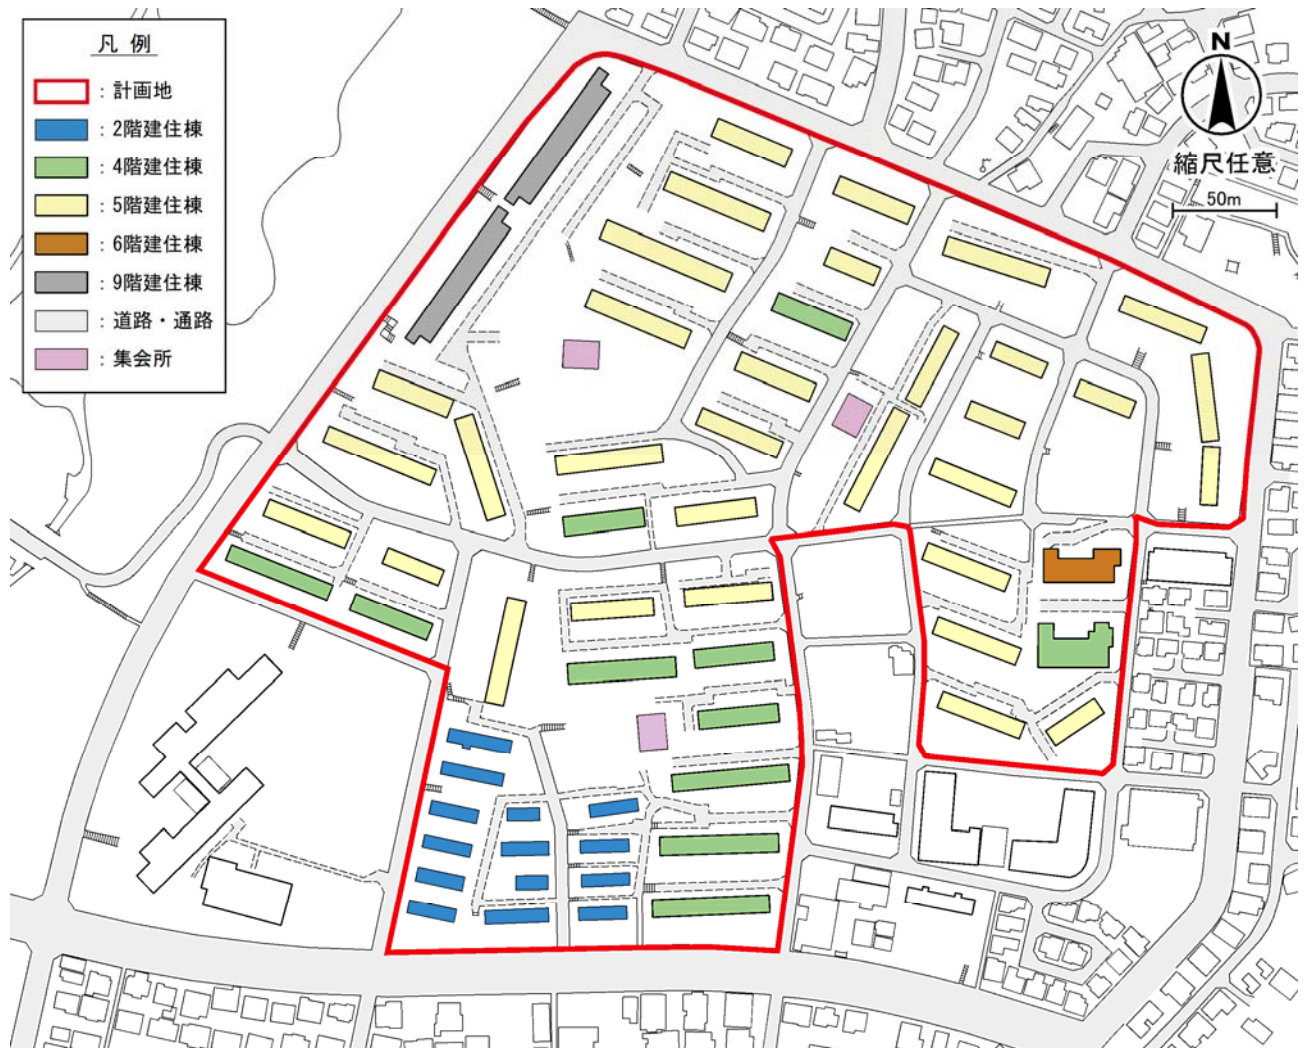 凡 例
：計画地
：2階建住棟
：4階建住棟
：5階建住棟
：6階建住棟
：9階建住棟
：道路・通路
：集会所
N
縮尺任意
50m